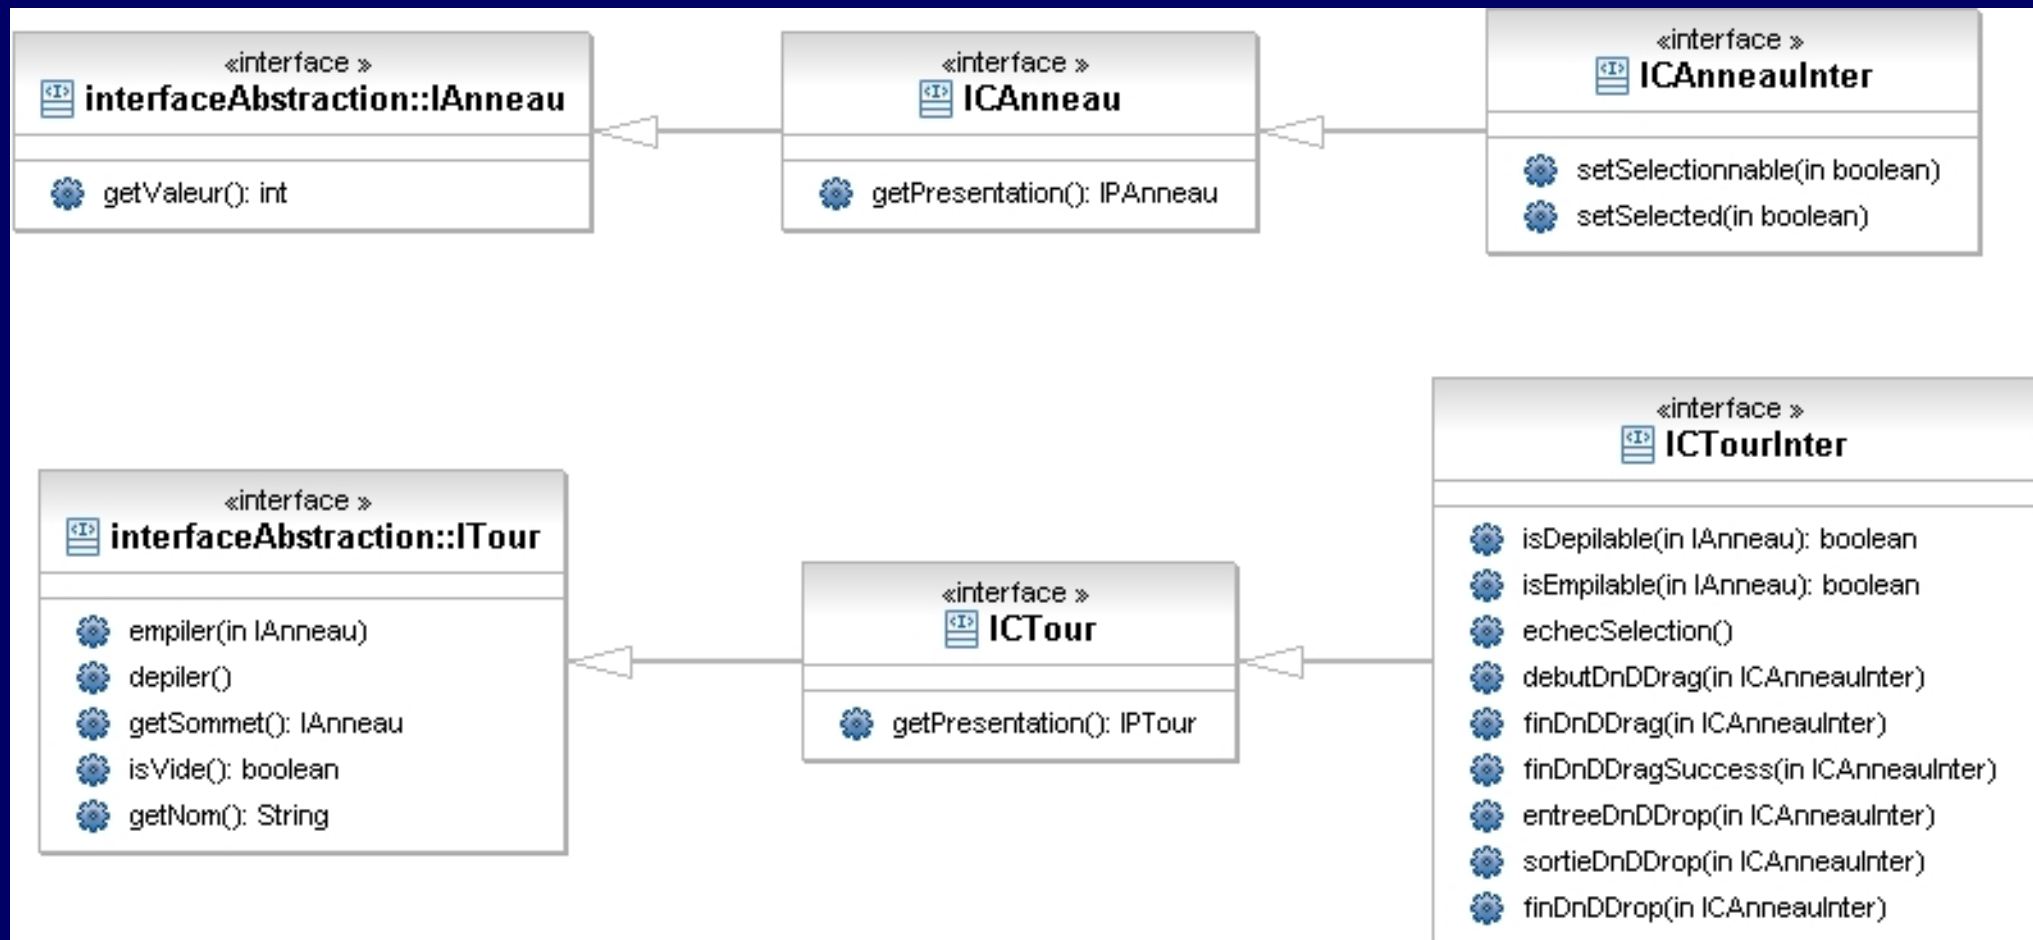 «interface »
interfaceAbstraction::IAnneau
getValeur(): int
«interface »
ICAnneau
getPresentation(): IPAnneau
«interface »
ICAnneauInter
setSelectionnable(in boolean)
setSelected(in boolean)
«interface »
interfaceAbstraction::ITour
empiler(in IAnneau)
depiler()
getSommet(): IAnneau
isVide(): boolean
getNom(): String
«interface »
ICTour
getPresentation(): IPTour
«interface »
ICTourInter
isDepilable(in IAnneau): boolean
isEmpilable(in IAnneau): boolean
echecSelection()
debutDnDDrag(in ICAnneauInter)
finDnDDrag(in ICAnneauInter)
finDnDDragSuccess(in ICAnneauInter)
entreeDnDDrop(in ICAnneauInter)
sortieDnDDrop(in ICAnneauInter)
finDnDDrop(in ICAnneauInter)